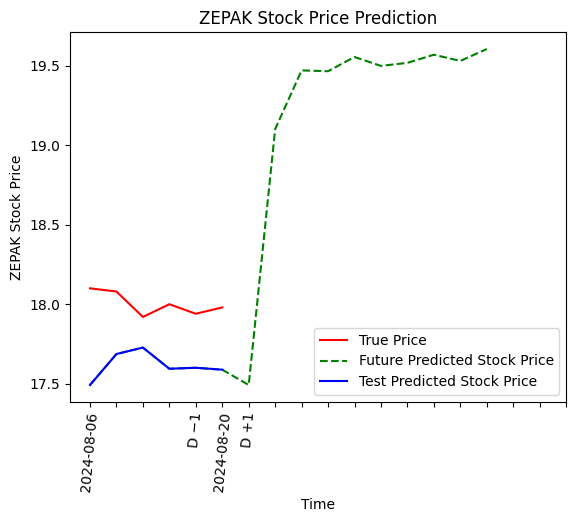 ZEPAK Stock Price Prediction
ZEPAK Stock Price
19.5
19.0
18.5
18.0
17.5
True Price
Future Predicted Stock Price
Test Predicted Stock Price
2024-08-06
D −1
2024-08-20
D +1
Time